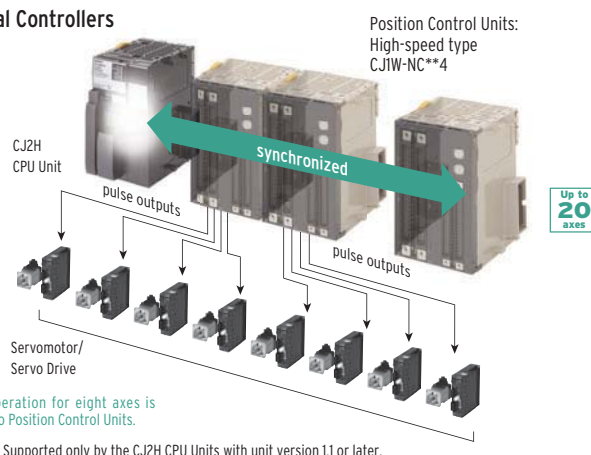 al Controllers
Position Control Units:
High-speed type
CJ1W-NC**4
CJ2H
CPU Unit
synchronized
pulse outputs
pulse outputs
Up to
20
axes
Servomotor/
Servo Drive
peration for eight axes is
o Position Control Units.
Supported only by the CJ2H CPU Units with unit version 1.1 or later.